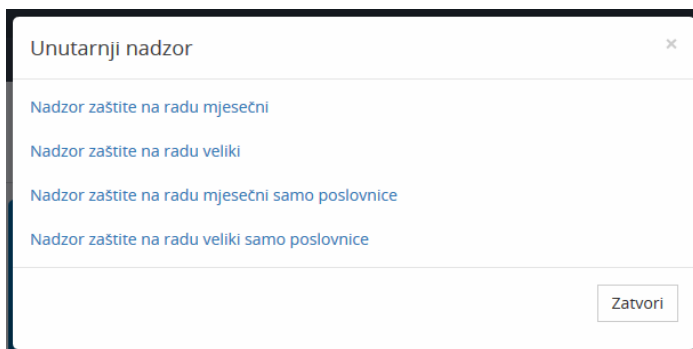 Unutarnji nadzor
×
Nadzor zaštite na radu mjesečni
Nadzor zaštite na radu veliki
Nadzor zaštite na radu mjesečni samo poslovnice
Nadzor zaštite na radu veliki samo poslovnice
Zatvori